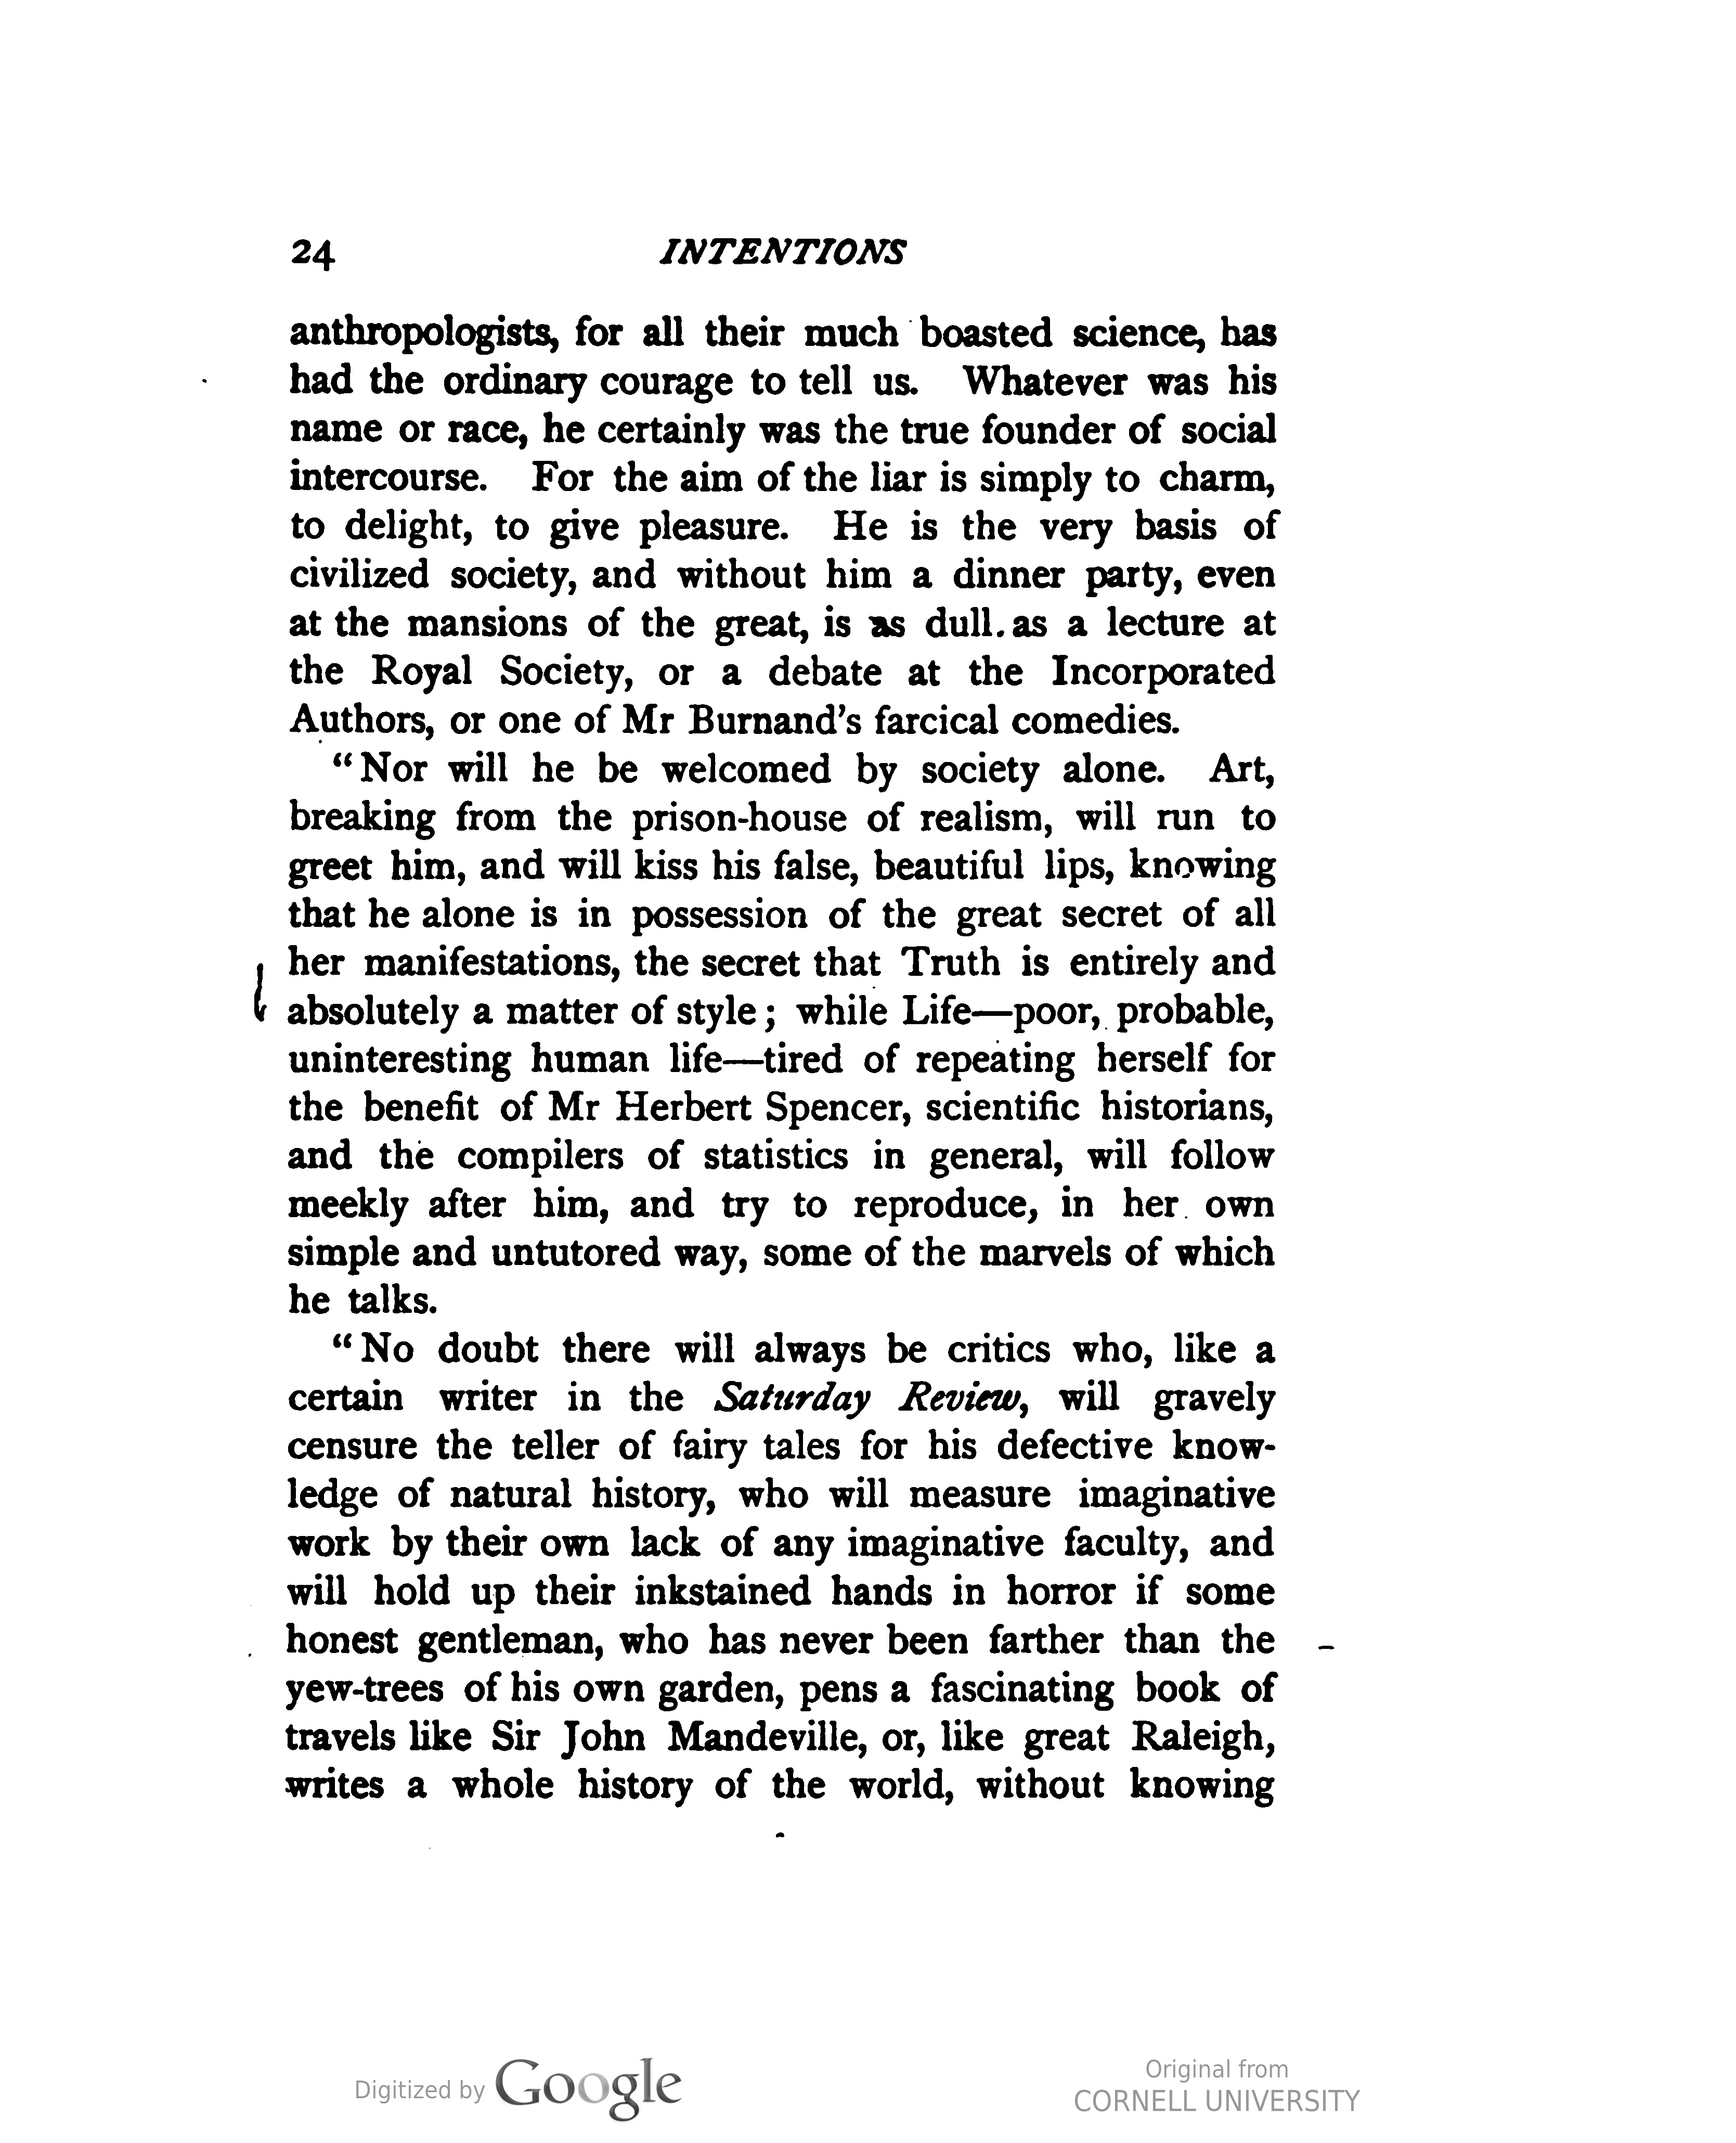 24 INTENTIONS
anthropologists, for all their much boasted science, has
had the ordinary courage to tell us. Whatever was his
name or race, he certainly was the true founder of social
intercourse. For the aim of the liar is simply to charm,
to delight, to give pleasure. He is the very basis of
civilized society, and without him a dinner party, even
at the mansions of the great, is as dull as a lecture at
the Royal Society, or a debate at the Incorporated
Authors, or one of Mr Burnand's farcical comedies.
"Nor will he be welcomed by society alone. Art,
breaking from the prison-house of realism, will run to
greet him, and will kiss his false, beautiful lips, knowing
that he alone is in possession of the great secret of all
her manifestations, the secret that Truth is entirely and
absolutely a matter of style; while Life—poor, probable,
uninteresting human life—tired of repeating herself for
the benefit of Mr Herbert Spencer, scientific historians,
and the compilers of statistics in general, will follow
meekly after him, and try to reproduce, in her own
simple and untutored way, some of the marvels of which
he talks.
"No doubt there will always be critics who, like a
certain writer in the Saturday Review, will gravely
censure the teller of fairy tales for his defective know-
ledge of natural history, who will measure imaginative
work by their own lack of any imaginative faculty, and
will hold up their inkstained hands in horror if some
honest gentleman, who has never been farther than the
yew-trees of his own garden, pens a fascinating book of
travels like Sir John Mandeville, or, like great Raleigh,
writes a whole history of the world, without knowing
Digitized by Google
Original from
CORNELL UNIVERSITY